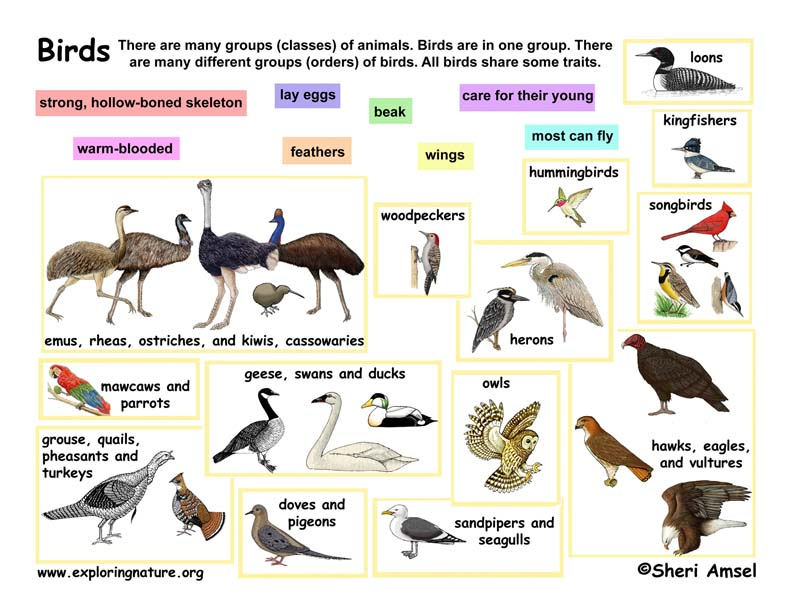 Birds
There are many groups (classes) of animals. Birds are in one group. There
are many different groups (orders) of birds. All birds share some traits.
strong, hollow-boned skeleton
lay eggs
beak
care for their young
warm-blooded
feathers
wings
most can fly
loons
kingfishers
hummingbirds
songbirds
woodpeckers
herons
emus, rheas, ostriches, and kiwis, cassowaries
mawcaws and
parrots
geese, swans and ducks
owls
hawks, eagles,
and vultures
grouse, quails,
pheasants and
turkeys
doves and
pigeons
sandpipers and
seagulls
www.exploringnature.org
©Sheri Amsel